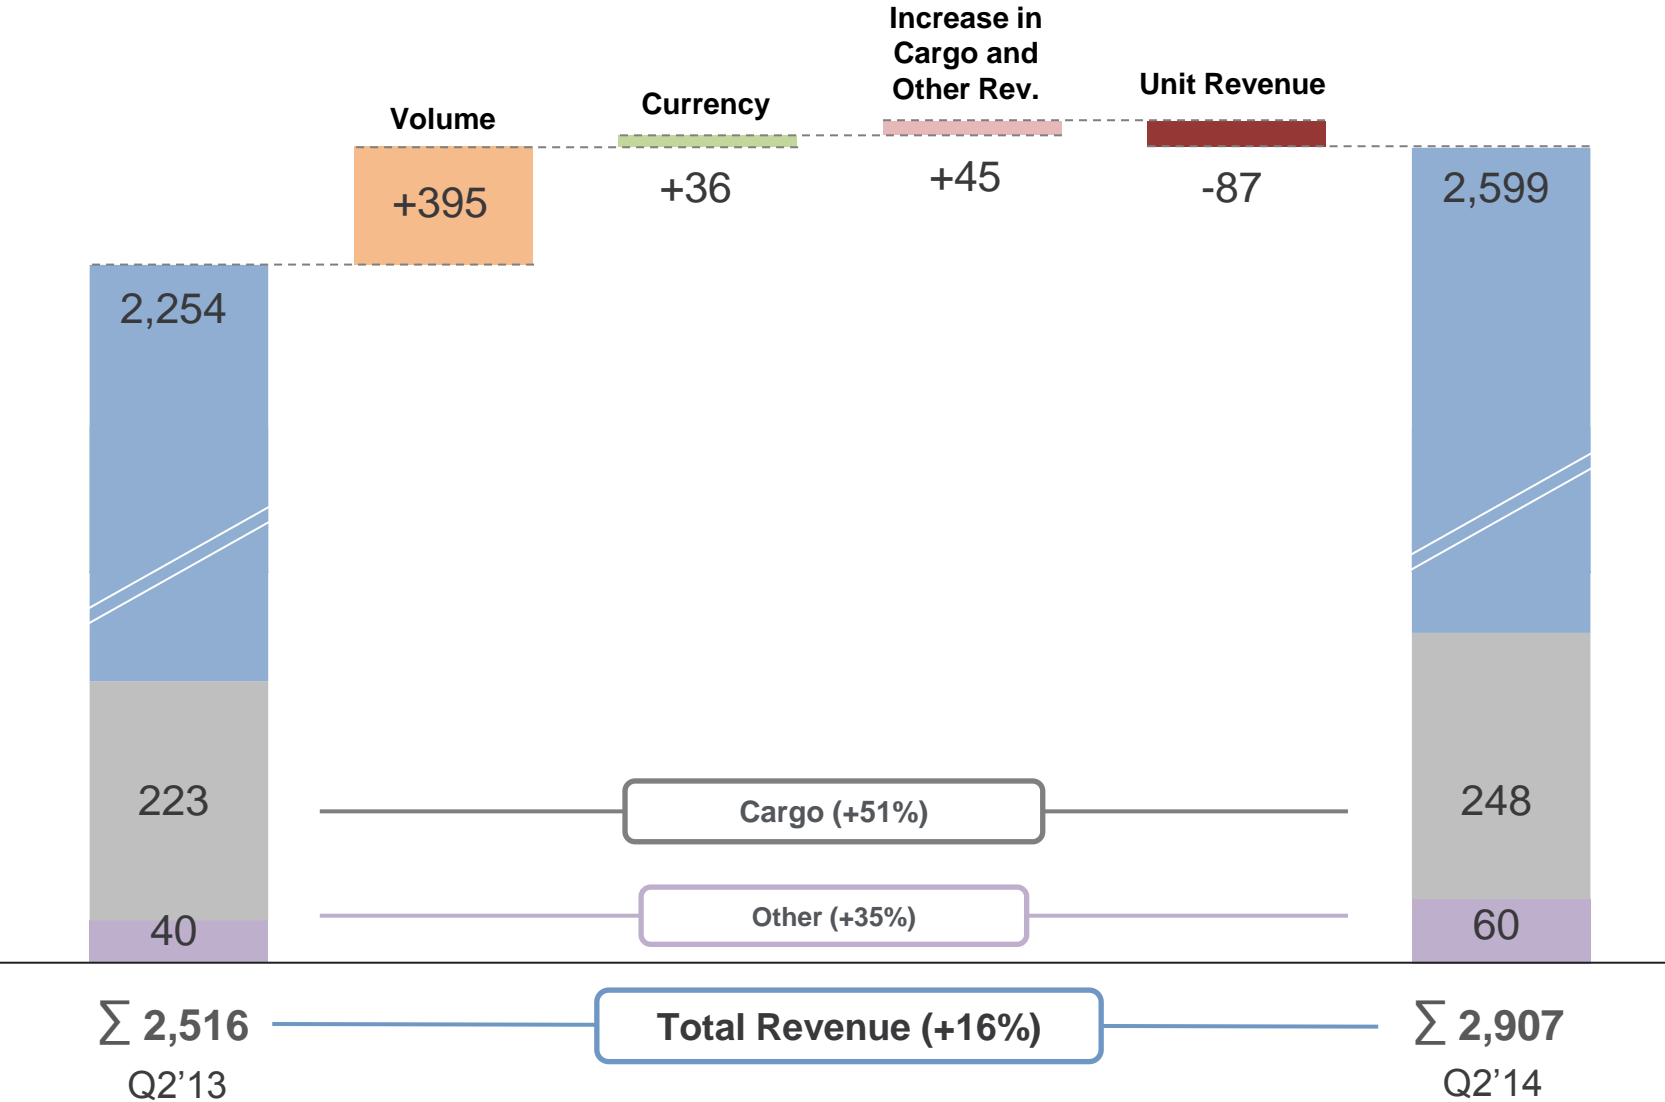 Increase in
Cargo and
Other Rev.
Unit Revenue
Currency
Volume
+395
+36
+45
-87
2,599
2,254
223
Cargo (+51%)
248
40
Other (+35%)
60
∑ 2,516
Total Revenue (+16%)
∑ 2,907
Q2’13
Q2’14